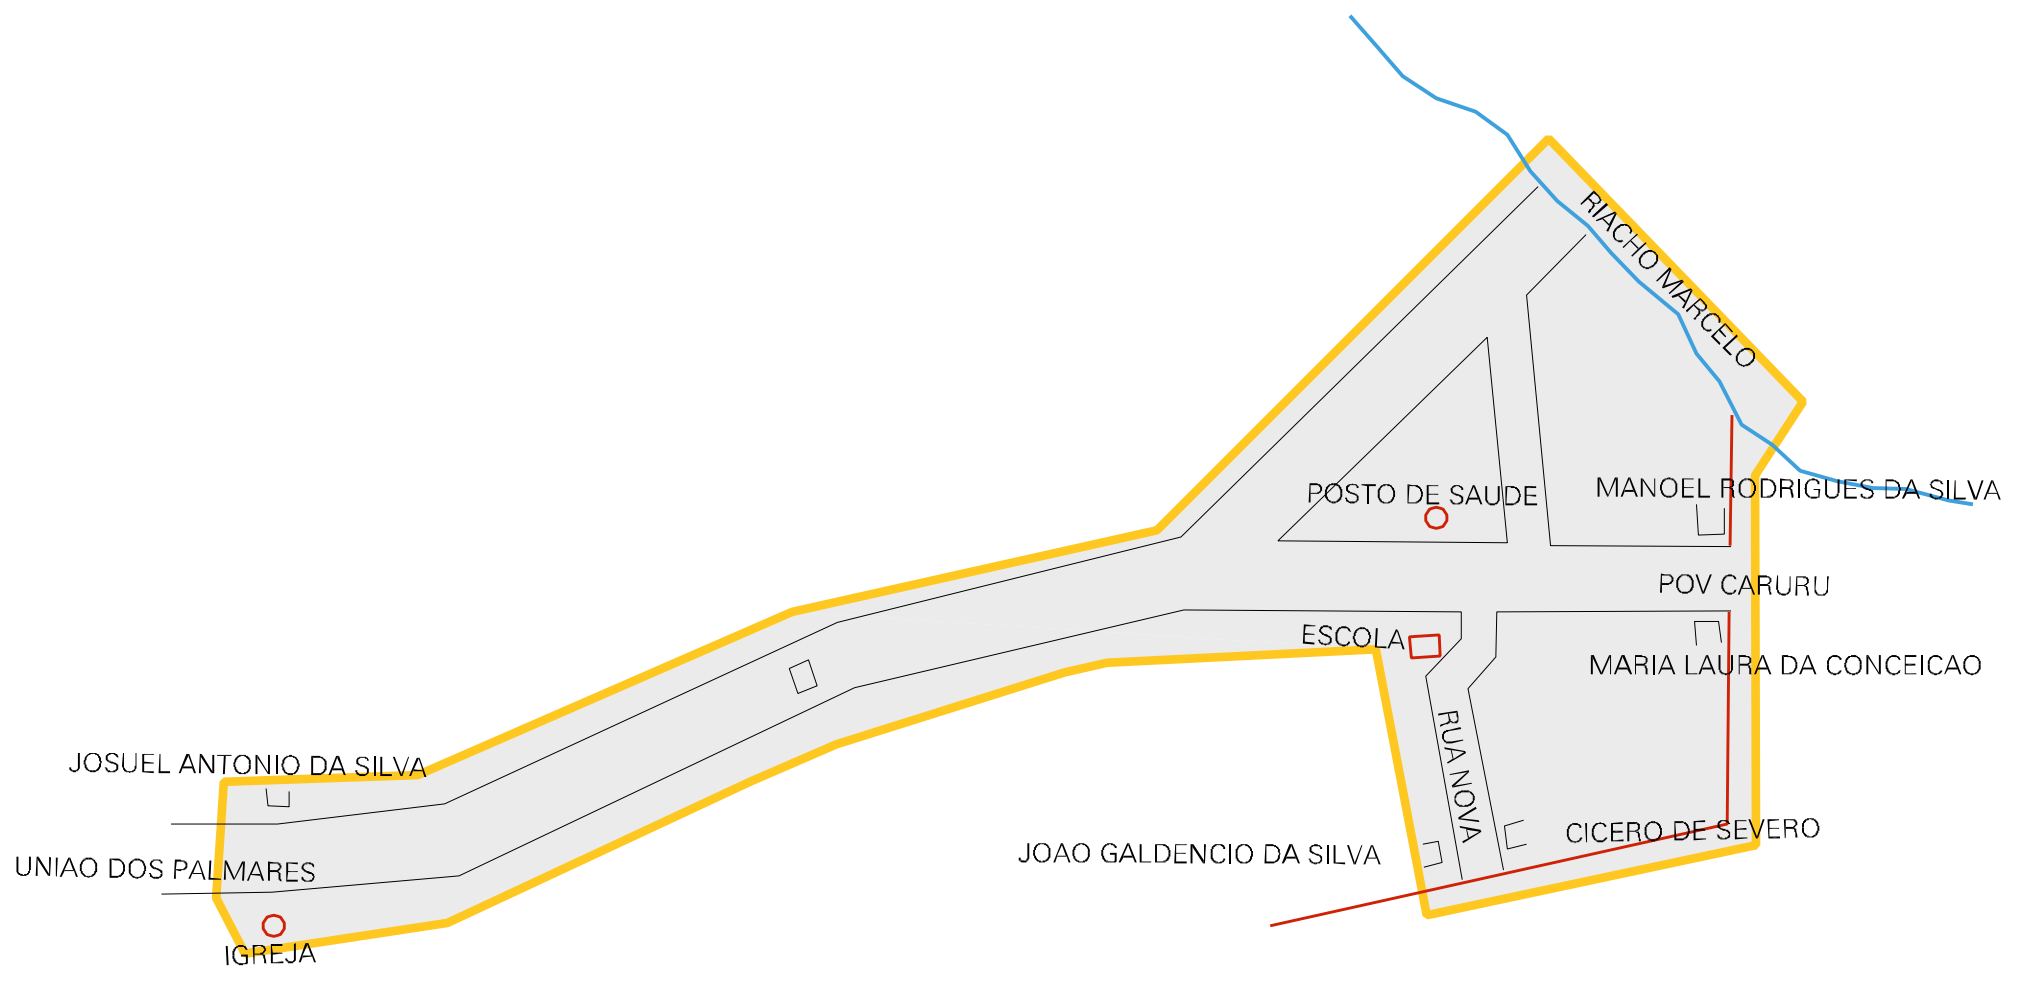 RIACHO MARCELO
POSTO DE SAUDE
MANOEL RODRIGUES DA SILVA
POV CARURU
ESCOLA
MARIA LAURA DA CONCEICAO
RUA NOVA
JOSUEL ANTONIO DA SILVA
CICERO DE SEVERO
JOAO GALDENCIO DA SILVA
UNIAO DOS PALMARES
IGREJA